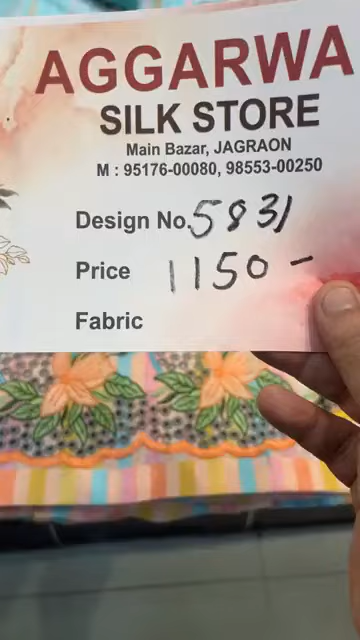 AGGARWA
SILK STORE
Main Bazar, JAGRAON
M : 95176-00080, 98553-00250
Design No. 5831
Price 1150 -
Fabric